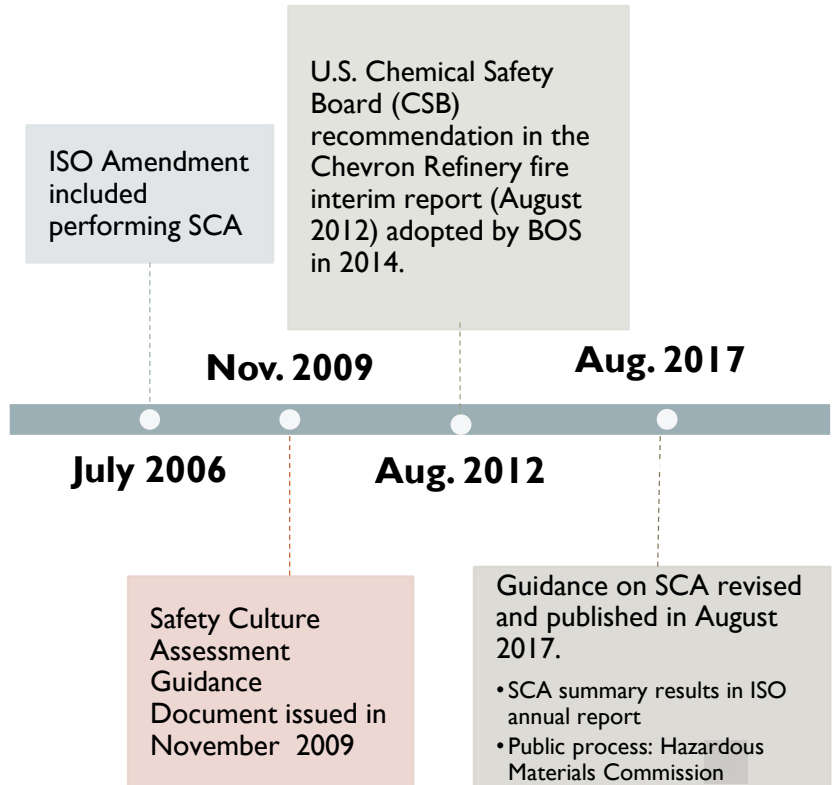 U.S. Chemical Safety
Board (CSB)
recommendation in the
Chevron Refinery fire
interim report (August
2012) adopted by BOS
in 2014.
ISO Amendment
included
performing SCA
Nov. 2009
Aug. 2017
July 2006
Aug. 2012
Safety Culture
Assessment
Guidance
Document issued in
November 2009
Guidance on SCA revised
and published in August
2017.
• SCA summary results in ISO
annual report
• Public process: Hazardous
Materials Commission